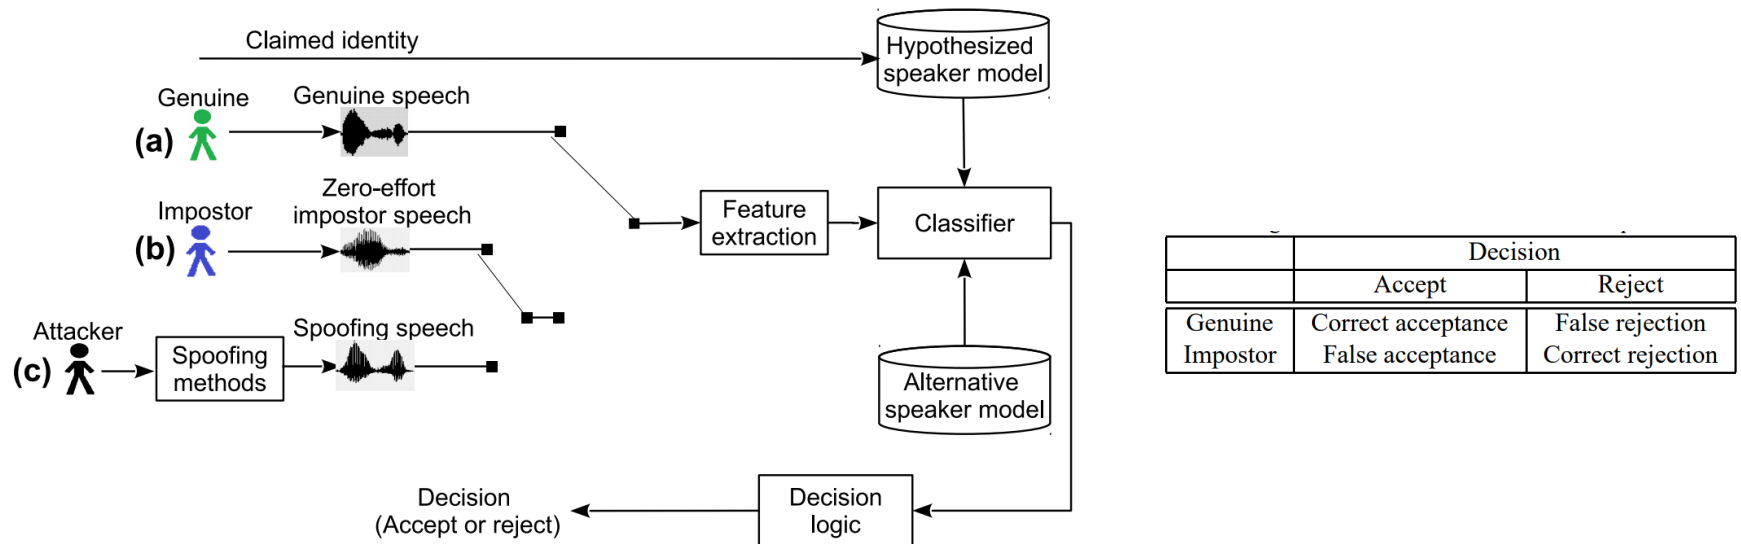 Claimed identity
Hypothesized
speaker model
Genuine
Genuine speech
(a)
Zero-effort
impostor speech
Impostor
(b)
Feature
extraction
Classifier
Attacker
Spoofing speech
(c)
Spoofing
methods
Alternative
speaker model
Decision
(Accept or reject)
Decision
logic
Decision
Accept Reject
Genuine Correct acceptance False rejection
Impostor False acceptance Correct rejection